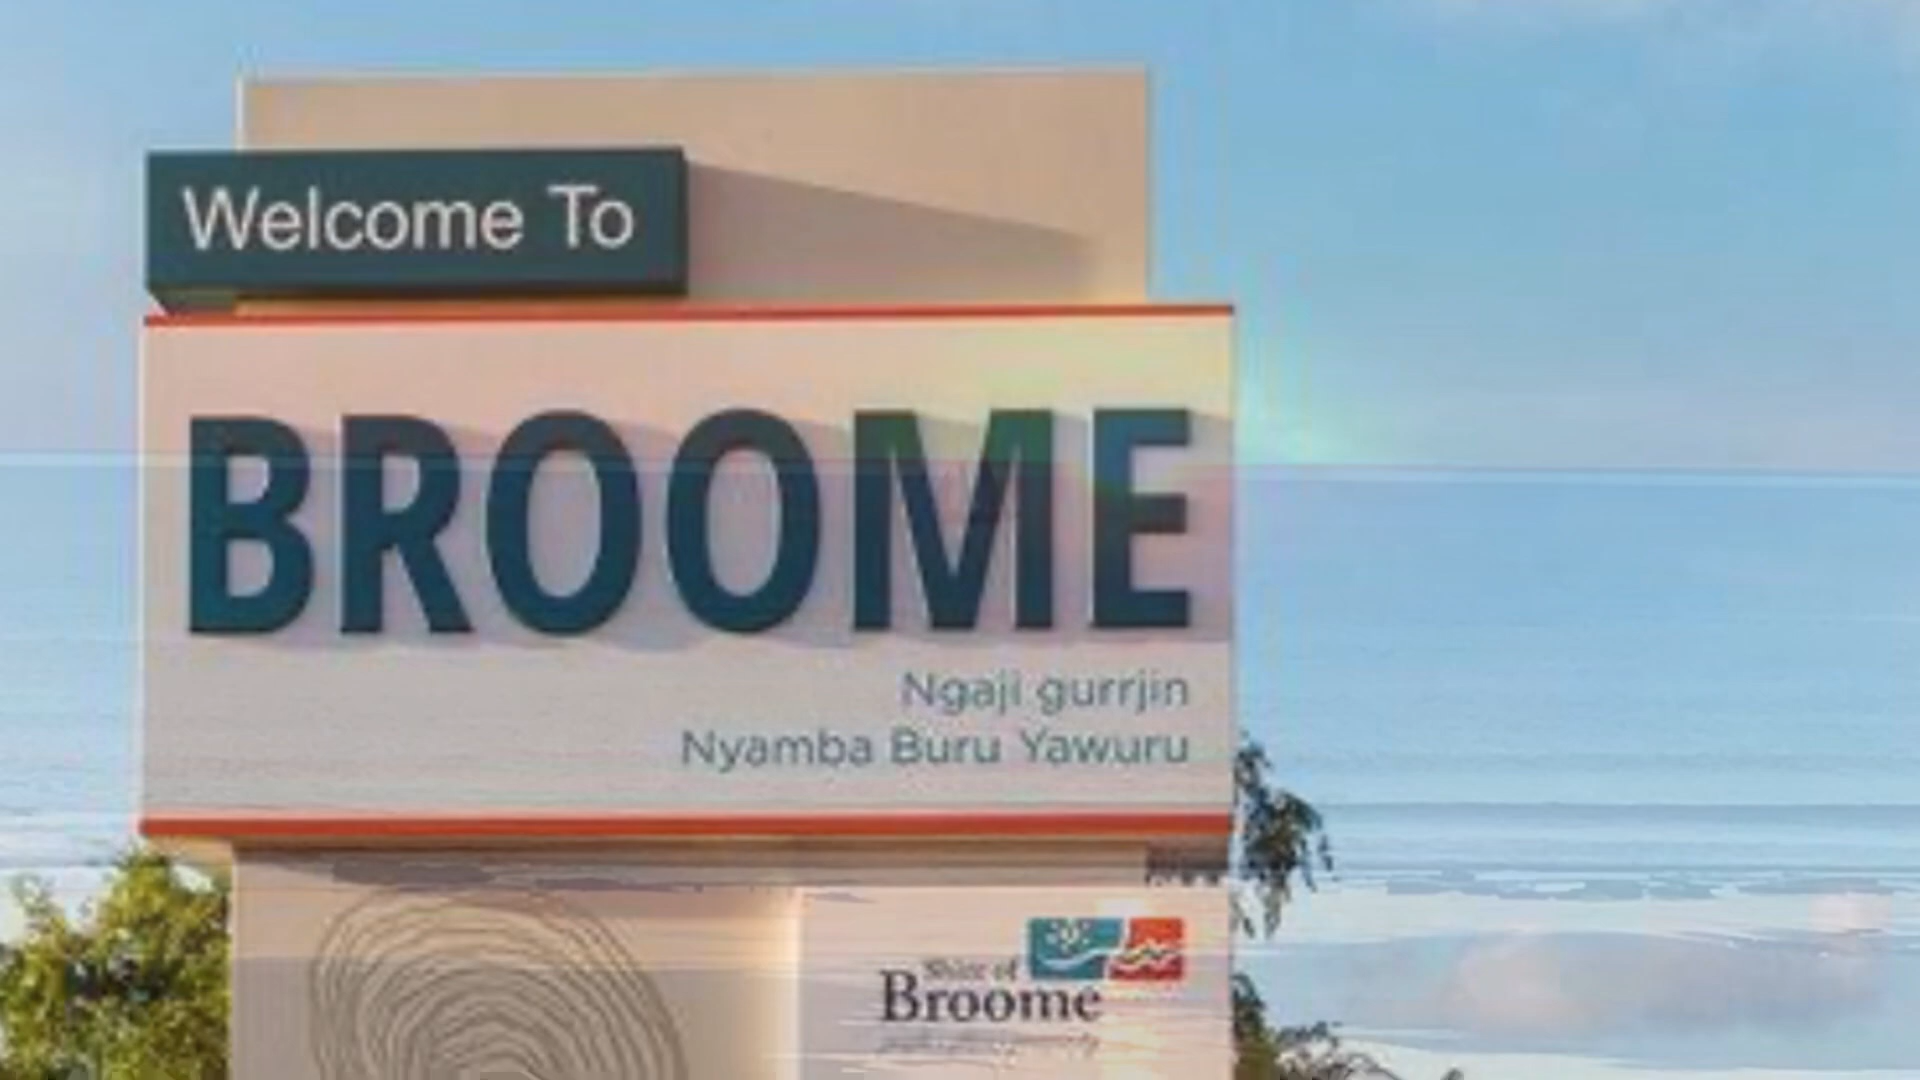 Welcome To
BROOME
Ngaji gurrjin
Nyamba Buru Yawuru
Shire of
Broome